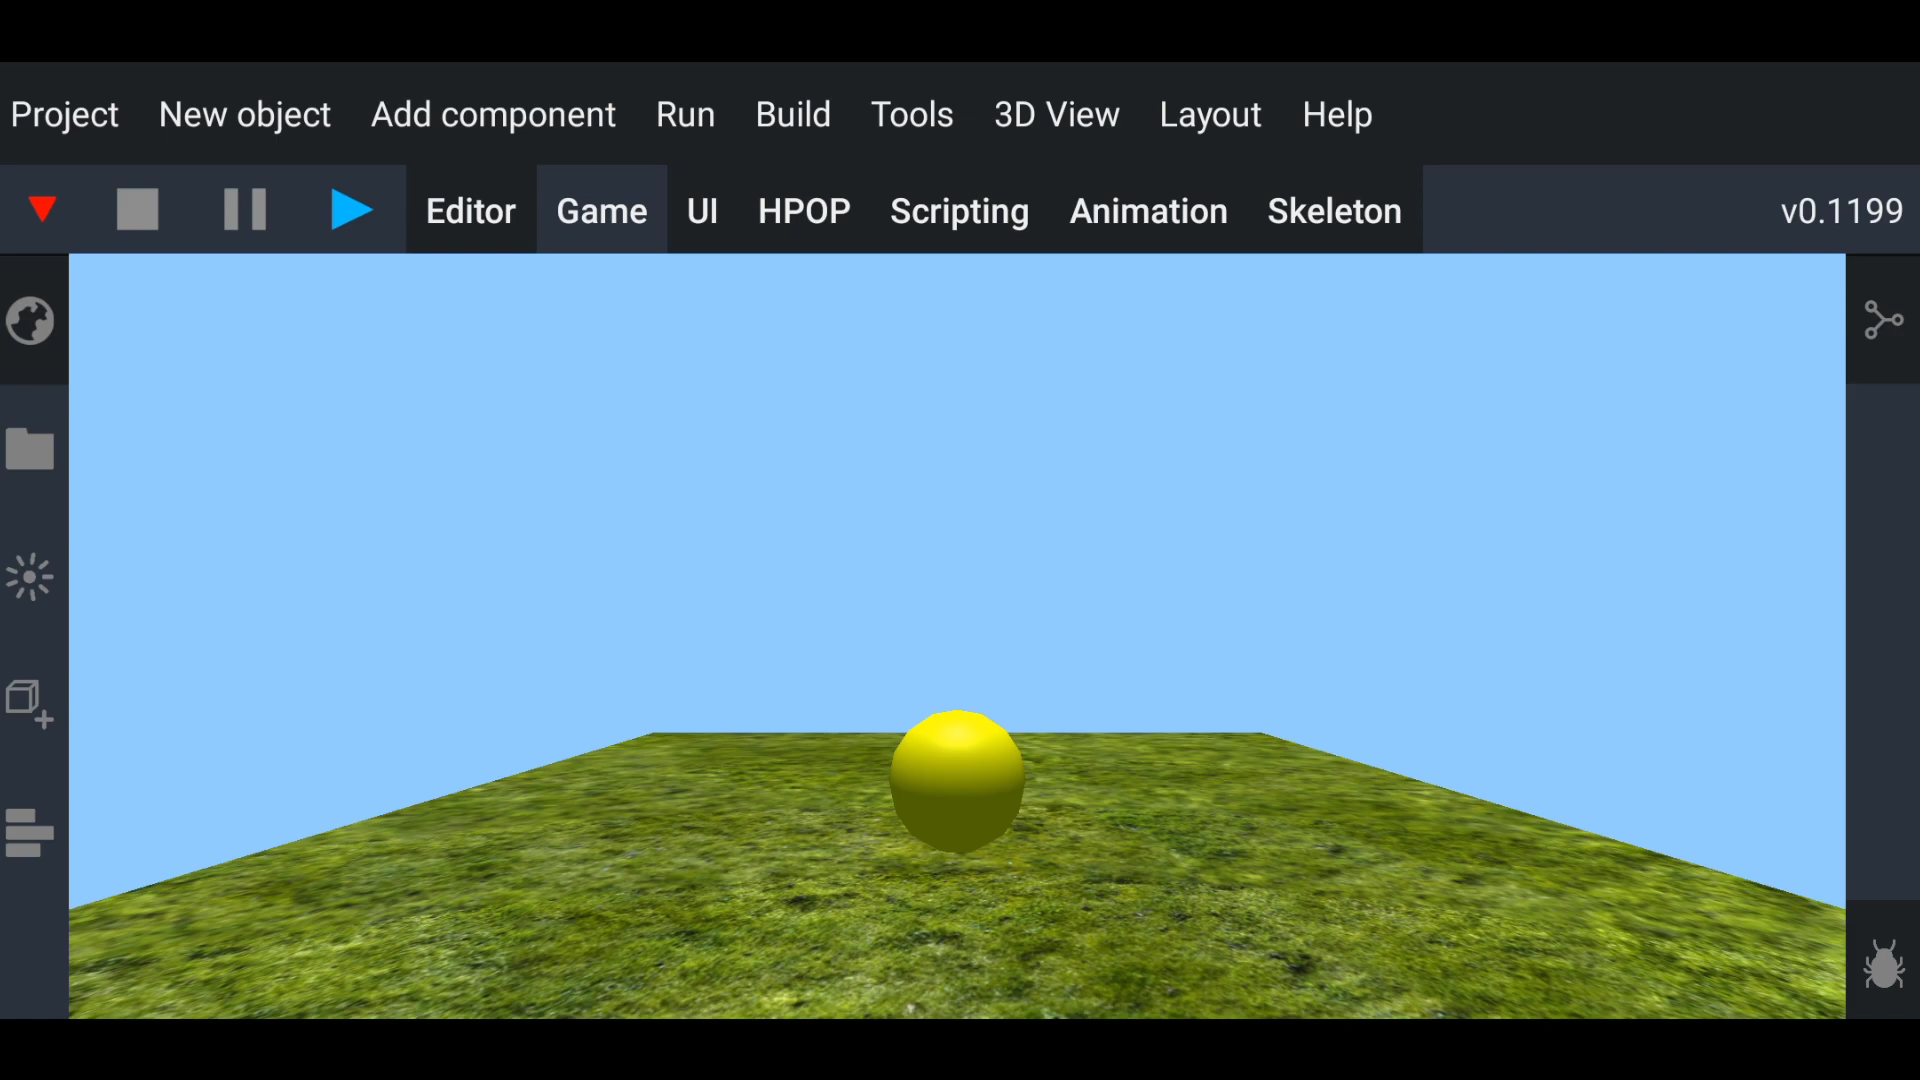 Project New object Add component Run Build Tools 3D View Layout Help
Editor Game UI HPOP Scripting Animation Skeleton v0.1199